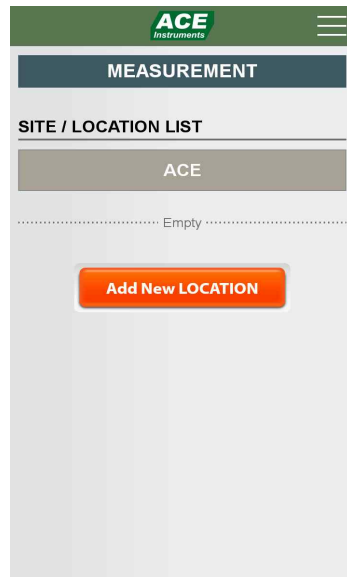 ACE
Instruments
MEASUREMENT
SITE / LOCATION LIST
ACE
Empty
Add New LOCATION